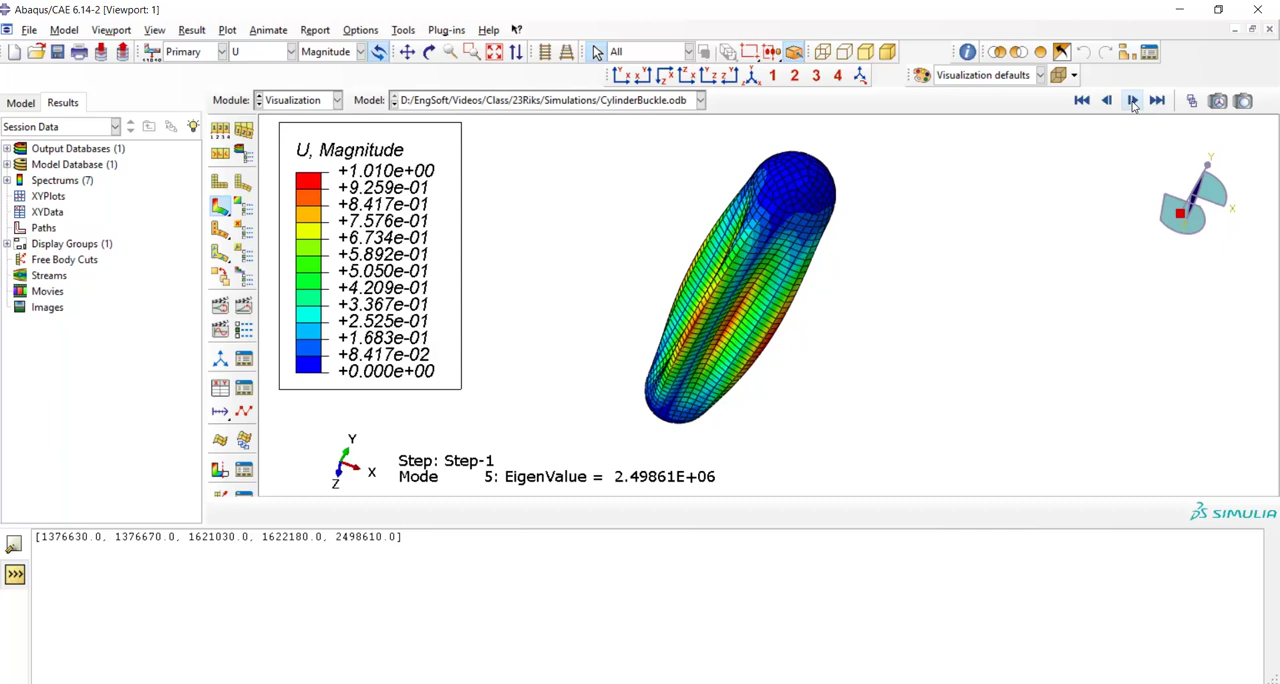 Abaqus/CAE 6.14-2 [Viewport: 1]
File Model Viewport View Result Plot Animate Report Options Tools Plug-ins Help
Primary U Magnitude All
1 2 3 4 Visualization defaults
Model Results Module: Visualization Model: D:/EngSoft/Videos/Class/23Riks/Simulations/CylinderBuckle.odb
Session Data
Output Databases (1)
Model Database (1)
Spectrums (7)
XYPlots
XYData
Paths
Display Groups (1)
Free Body Cuts
Streams
Movies
Images
U, Magnitude
+1.010e+00
+9.259e-01
+8.417e-01
+7.576e-01
+6.734e-01
+5.892e-01
+5.050e-01
+4.209e-01
+3.367e-01
+2.525e-01
+1.683e-01
+8.417e-02
+0.000e+00
Y
X
Y
X
Z
Step: Step-1
Mode 5: EigenValue = 2.49861E+06
SIMULIA
[1376630.0, 1376670.0, 1621030.0, 1622180.0, 2498610.0]
>>>